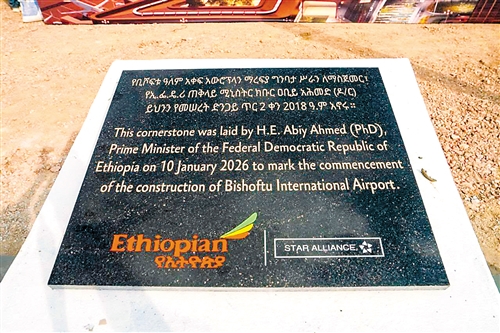 የቢሾፍቱ ዓለም አቀፍ አውሮፕላን ማረፍያ ግንባታ ሥራን ለማስጀመር፤
የኢ.ፌ.ዴ.ሪ ጠቅላይ ሚኒስትር ክቡር ዐቢይ አሕመድ (ዶ/ር)
ይህንን የመሠረት ድንጋይ ጥር 2 ቀን 2018 ዓ.ም አኖሩ።
This cornerstone was laid by H.E. Abiy Ahmed (PhD),
Prime Minister of the Federal Democratic Republic of
Ethiopia on 10 January 2026 to mark the commencement
of the construction of Bishoftu International Airport.
Ethiopian
የኢትዮጵያ
STAR ALLIANCE